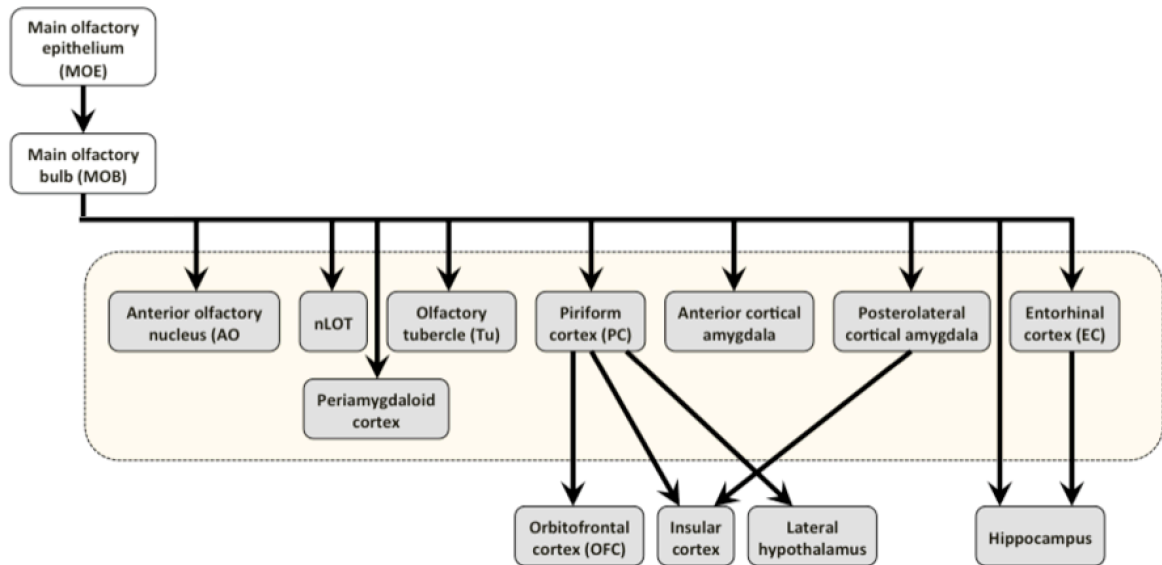 Main olfactory
epithelium
(MOE)
Main olfactory
bulb (MOB)
Anterior olfactory
nucleus (AO
nLOT
Olfactory
tubercle (Tu)
Piriform
cortex (PC)
Anterior cortical
amygdala
Posterolateral
cortical amygdala
Entorhinal
cortex (EC)
Periamygdaloid
cortex
Orbitofrontal
cortex (OFC)
Insular
cortex
Lateral
hypothalamus
Hippocampus